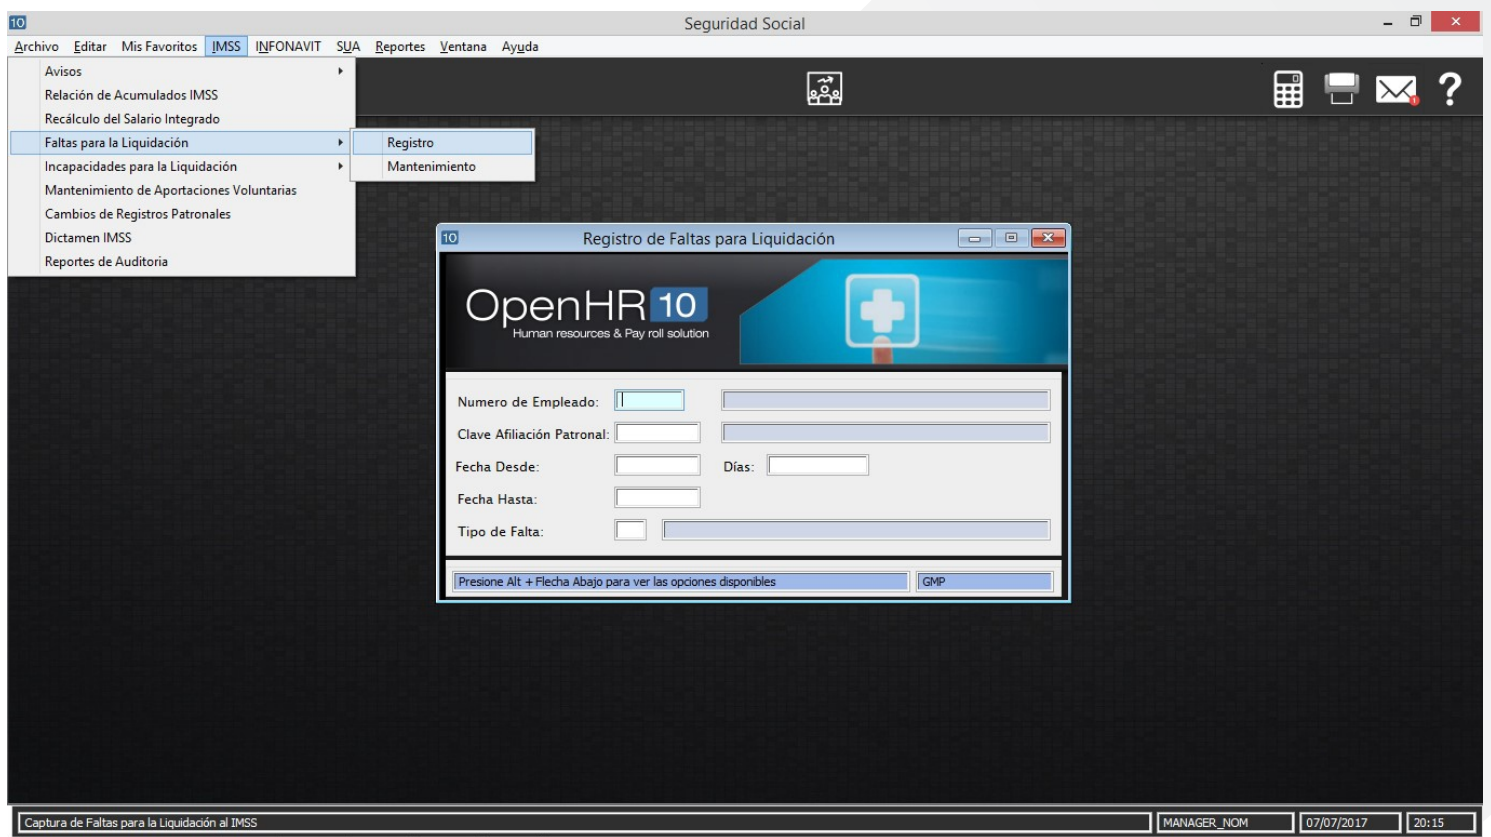 10 Seguridad Social
Archivo Editar Mis Favoritos IMSS INFONAVIT SUA Reportes Ventana Ayuda
Avisos
Relación de Acumulados IMSS
Recálculo del Salario Integrado
Faltas para la Liquidación
Incapacidades para la Liquidación
Mantenimiento de Aportaciones Voluntarias
Cambios de Registros Patronales
Dictamen IMSS
Reportes de Auditoria
Registro
Mantenimiento
10 Registro de Faltas para Liquidación
OpenHR 10
Human resources & Pay roll solution
Numero de Empleado:
Clave Afiliación Patronal:
Fecha Desde: Días:
Fecha Hasta:
Tipo de Falta:
Presione Alt + Flecha Abajo para ver las opciones disponibles GMP
Captura de Faltas para la Liquidación al IMSS MANAGER_NOM 07/07/2017 20:15